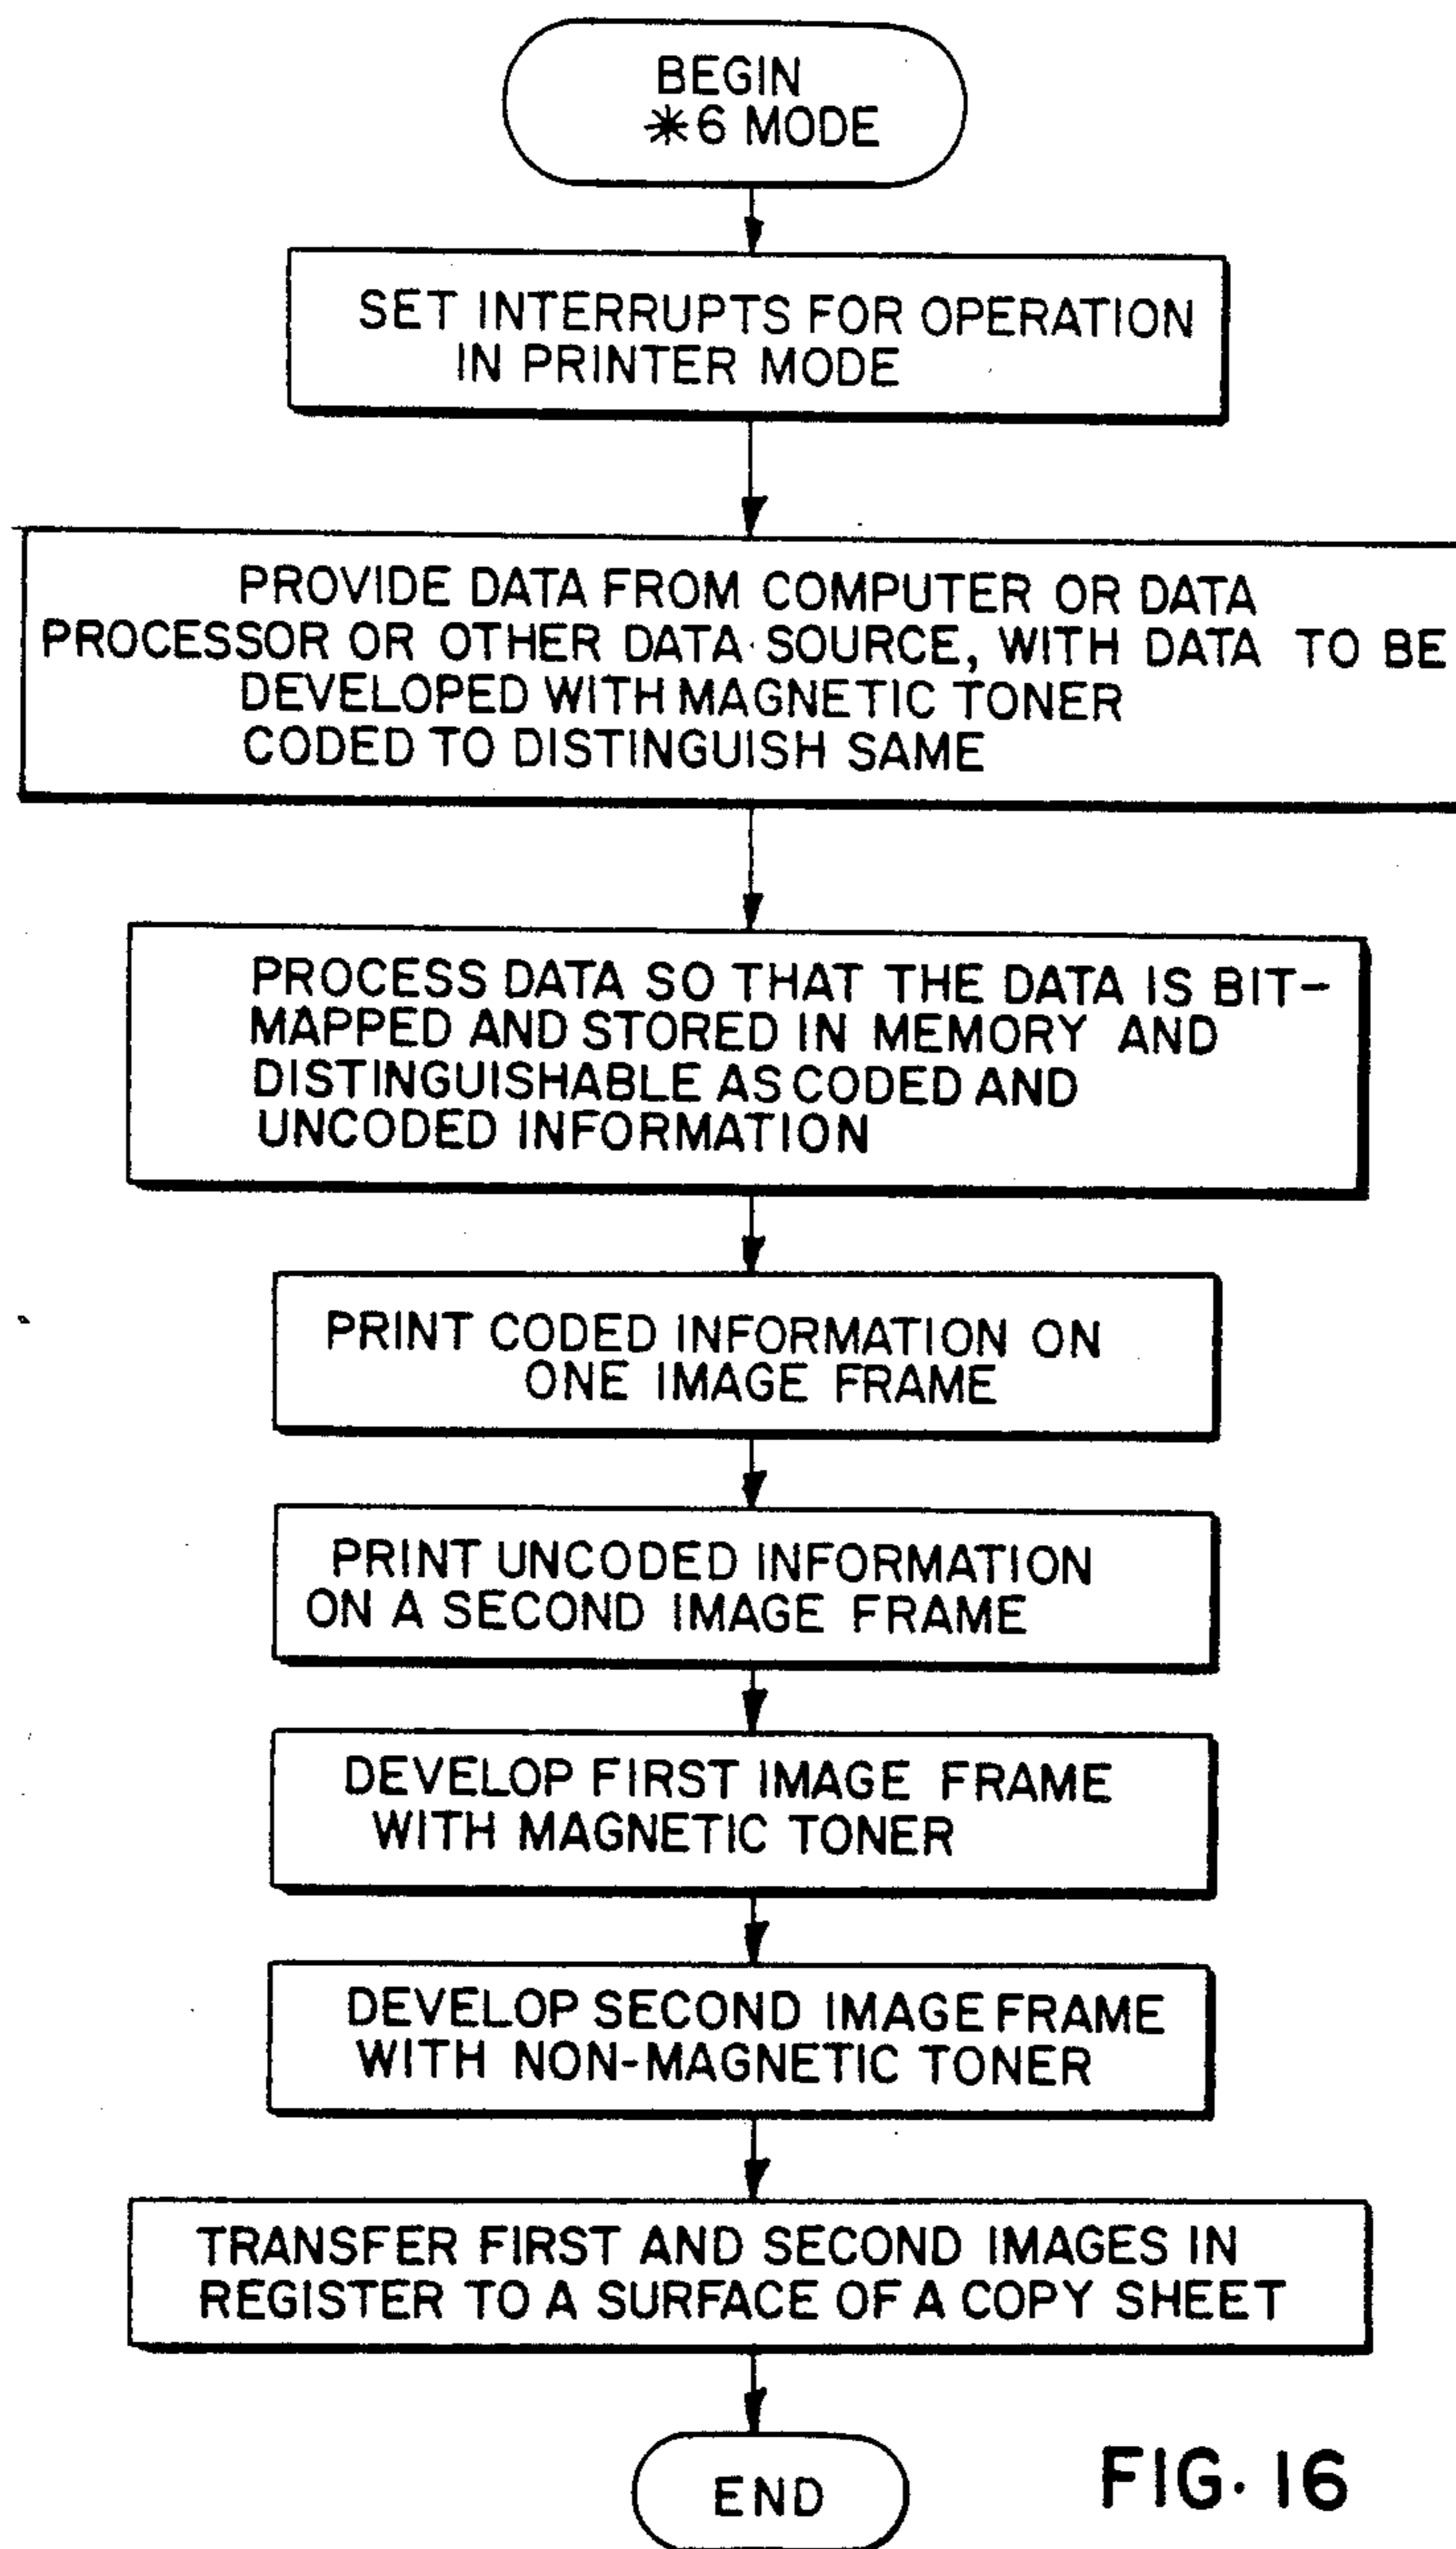 BEGIN
*6 MODE
SET INTERRUPTS FOR OPERATION
IN PRINTER MODE
PROVIDE DATA FROM COMPUTER OR DATA
PROCESSOR OR OTHER DATA SOURCE, WITH DATA TO BE
DEVELOPED WITH MAGNETIC TONER
CODED TO DISTINGUISH SAME
PROCESS DATA SO THAT THE DATA IS BIT-
MAPPED AND STORED IN MEMORY AND
DISTINGUISHABLE AS CODED AND
UNCODED INFORMATION
PRINT CODED INFORMATION ON
ONE IMAGE FRAME
PRINT UNCODED INFORMATION
ON A SECOND IMAGE FRAME
DEVELOP FIRST IMAGE FRAME
WITH MAGNETIC TONER
DEVELOP SECOND IMAGE FRAME
WITH NON-MAGNETIC TONER
TRANSFER FIRST AND SECOND IMAGES IN
REGISTER TO A SURFACE OF A COPY SHEET
END
FIG. 16